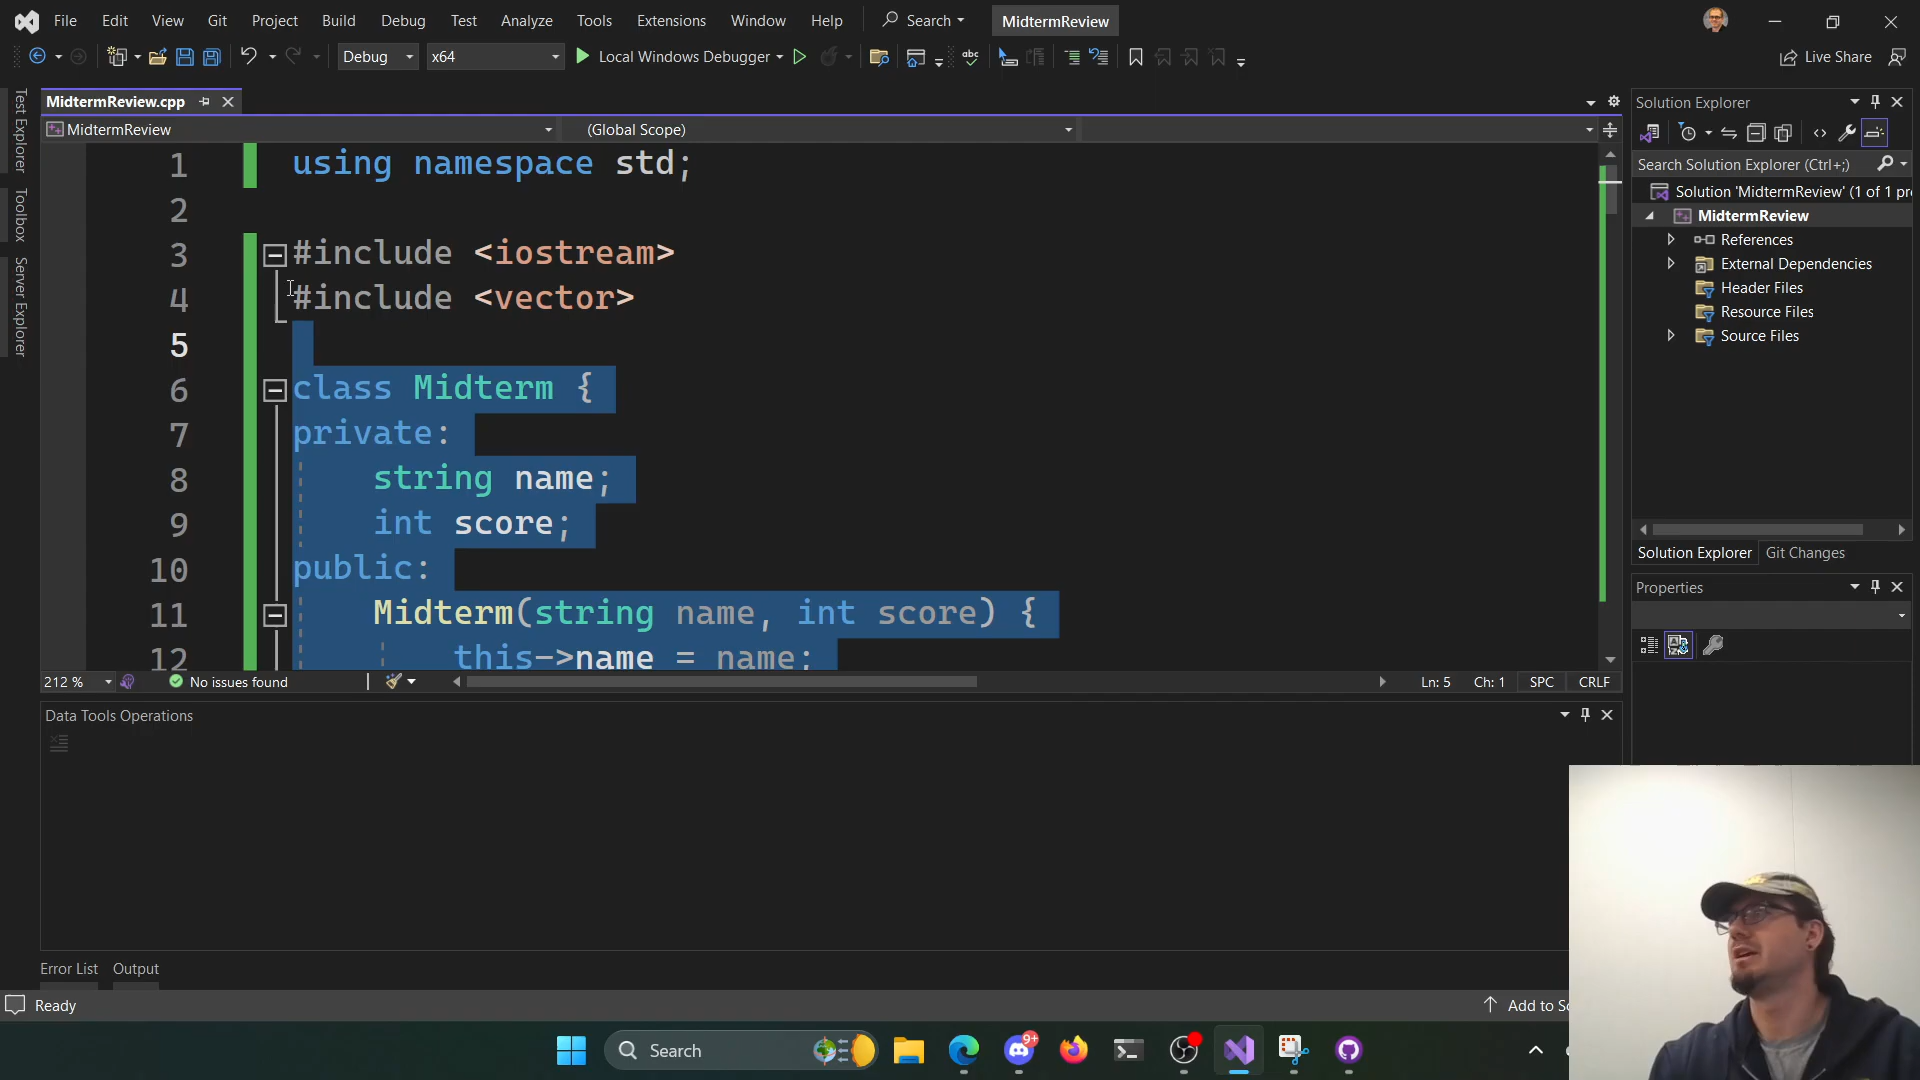 File Edit View Git Project Build Debug Test Analyze Tools Extensions Window Help Search MidtermReview
Debug x64 Local Windows Debugger Live Share
MidtermReview.cpp
MidtermReview (Global Scope)
Test Explorer
Toolbox
Server Explorer
1 using namespace std;
2
3 #include <iostream>
4 #include <vector>
5
6 class Midterm {
7 private:
8 string name;
9 int score;
10 public:
11 Midterm(string name, int score) {
12 this->name = name;
212 % No issues found Ln: 5 Ch: 1 SPC CRLF
Data Tools Operations
Error List Output
Ready Add to So
Solution Explorer
Search Solution Explorer (Ctrl+;)
Solution 'MidtermReview' (1 of 1 pr
MidtermReview
References
External Dependencies
Header Files
Resource Files
Source Files
Solution Explorer Git Changes
Properties
Search
9+